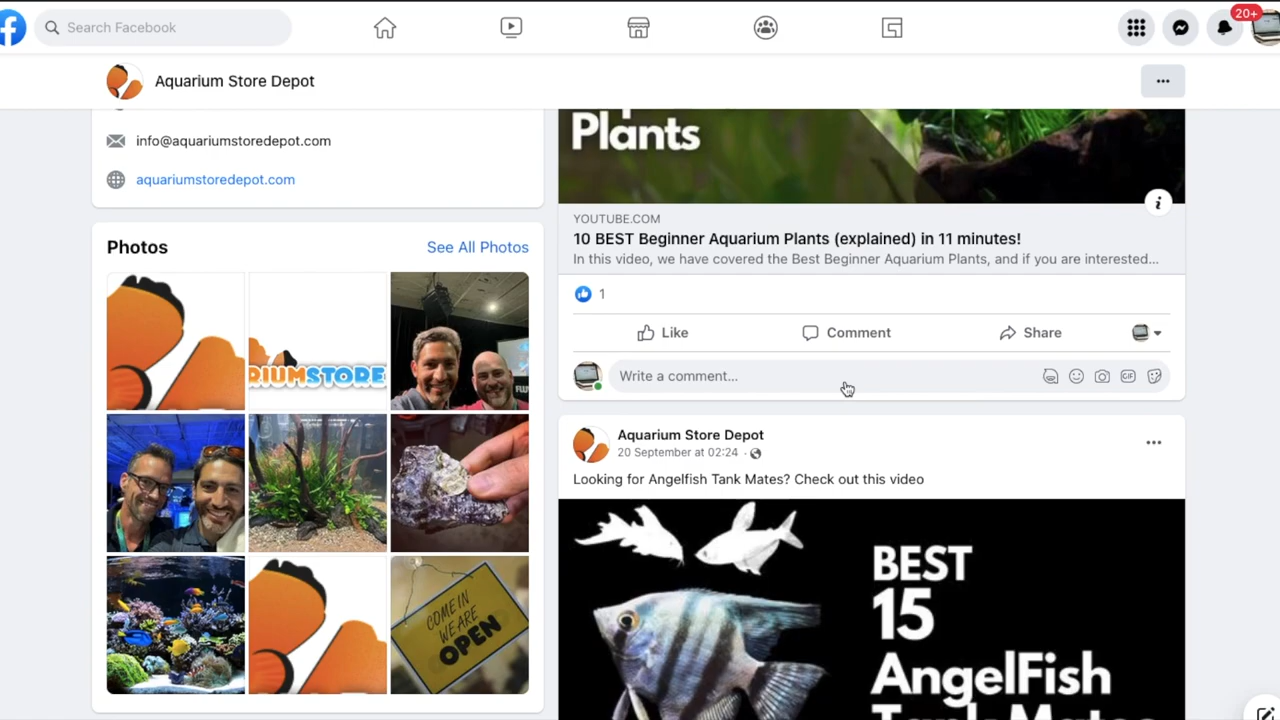 Search Facebook
20+
Aquarium Store Depot
info@aquariumstoredepot.com
aquariumstoredepot.com
Photos
See All Photos
RIUMSTORE
COME IN
WE ARE
OPEN
Plants
YOUTUBE.COM
10 BEST Beginner Aquarium Plants (explained) in 11 minutes!
In this video, we have covered the Best Beginner Aquarium Plants, and if you are interested...
1
Like
Comment
Share
Write a comment...
GIF
Aquarium Store Depot
20 September at 02:24 ·
Looking for Angelfish Tank Mates? Check out this video
BEST
15
AngelFish
Tank Mates